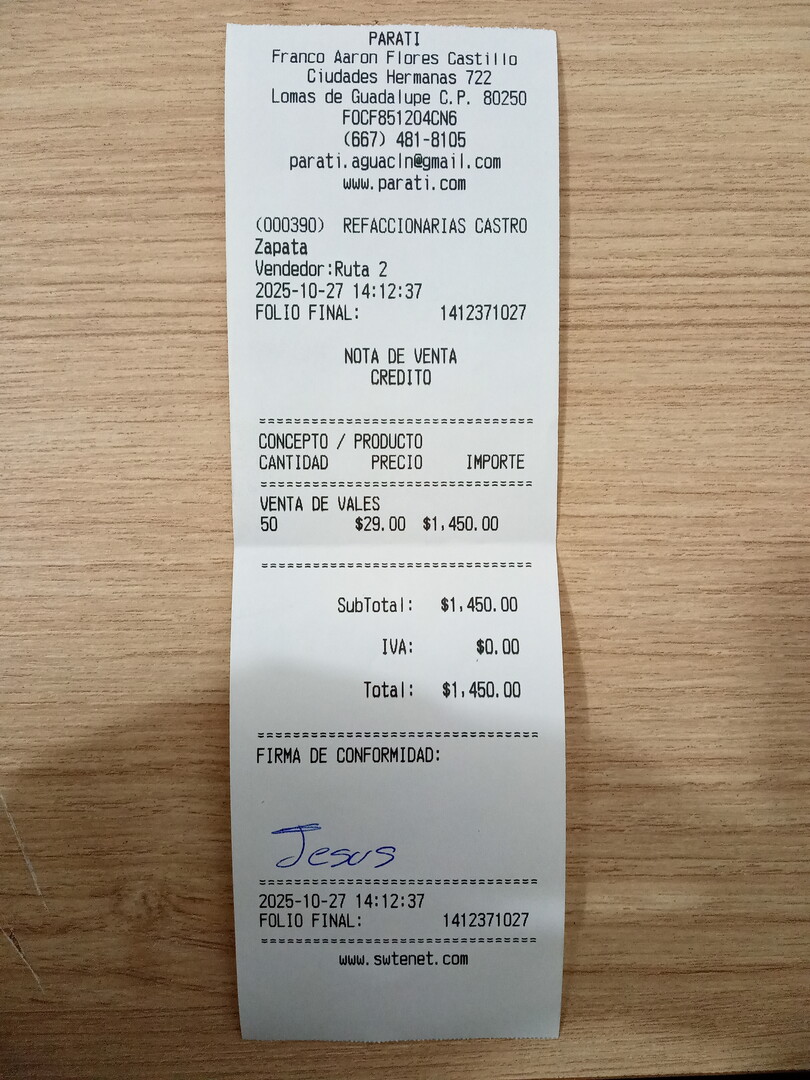 PARATI
Franco Aaron Flores Castillo
Ciudades Hermanas 722
Lomas de Guadalupe C.P. 80250
FOCF851204CN6
(667) 481-8105
parati.aguacln@gmail.com
www.parati.com
(000390) REFACCIONARIAS CASTRO
Zapata
Vendedor:Ruta 2
2025-10-27 14:12:37
FOLIO FINAL: 1412371027
NOTA DE VENTA
CREDITO
===============================
CONCEPTO / PRODUCTO
CANTIDAD PRECIO IMPORTE
===============================
VENTA DE VALES
50 $29.00 $1,450.00
===============================
SubTotal: $1,450.00
IVA: $0.00
Total: $1,450.00
===============================
FIRMA DE CONFORMIDAD:
Jesus
===============================
2025-10-27 14:12:37
FOLIO FINAL: 1412371027
===============================
www.swtenet.com